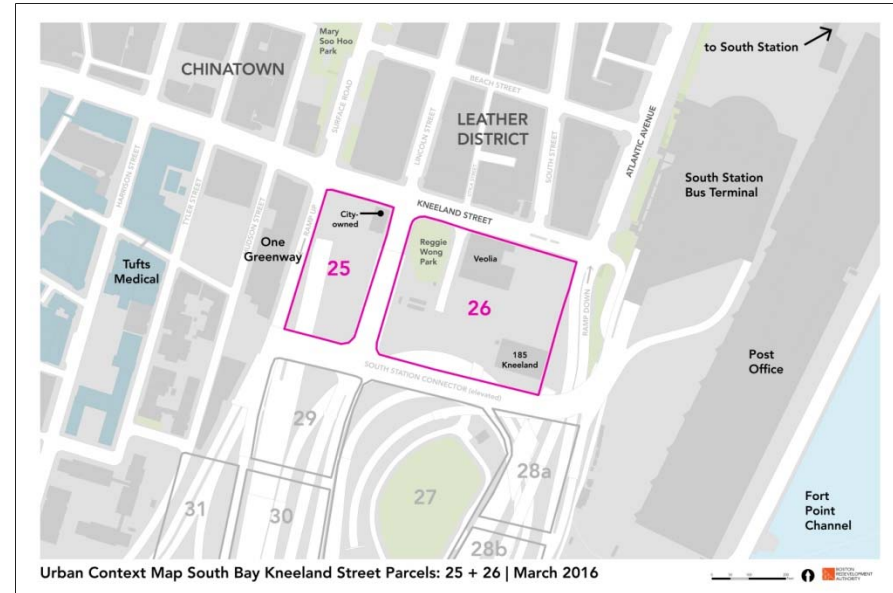 Mary
Soo Hoo
Park
to South Station
CHINATOWN
SURFACE ROAD
BEACH STREET
LINCOLN STREET
LEATHER
DISTRICT
SOUTH STREET
ATLANTIC AVENUE
HARRISON STREET
TYLER STREET
HUDSON STREET
RAMP UP
City-
owned
KNEELAND STREET
South Station
Bus Terminal
One
Greenway
Reggie
Wong
Park
Veolia
Tufts
Medical
25
26
RAMP DOWN
185
Kneeland
Post
Office
SOUTH STATION CONNECTOR (elevated)
29
28a
27
31
30
28b
Fort
Point
Channel
Urban Context Map South Bay Kneeland Street Parcels: 25 + 26 | March 2016
BOSTON
REDEVELOPMENT
AUTHORITY